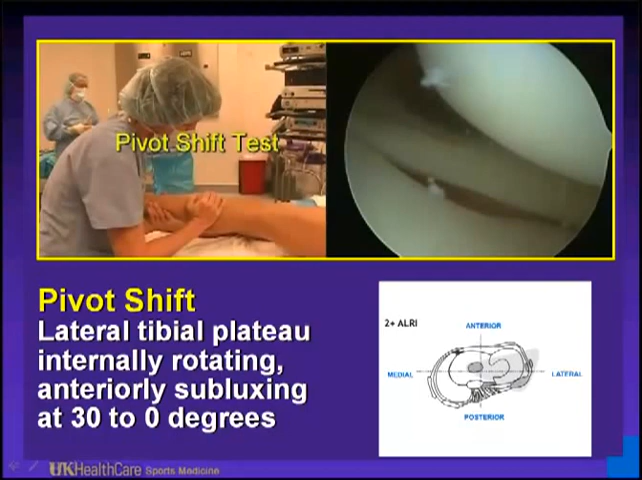 Pivot Shift Test
Pivot Shift
Lateral tibial plateau
internally rotating,
anteriorly subluxing
at 30 to 0 degrees
2+ ALRI
ANTERIOR
MEDIAL
LATERAL
POSTERIOR
UKHealthCare Sports Medicine